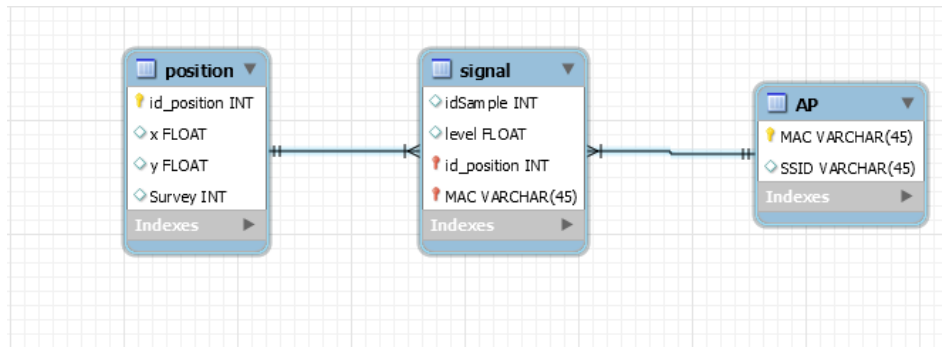 position
id_position INT
x FLOAT
y FLOAT
Survey INT
Indexes
signal
idSample INT
level FLOAT
id_position INT
MAC VARCHAR(45)
Indexes
AP
MAC VARCHAR(45)
SSID VARCHAR(45)
Indexes